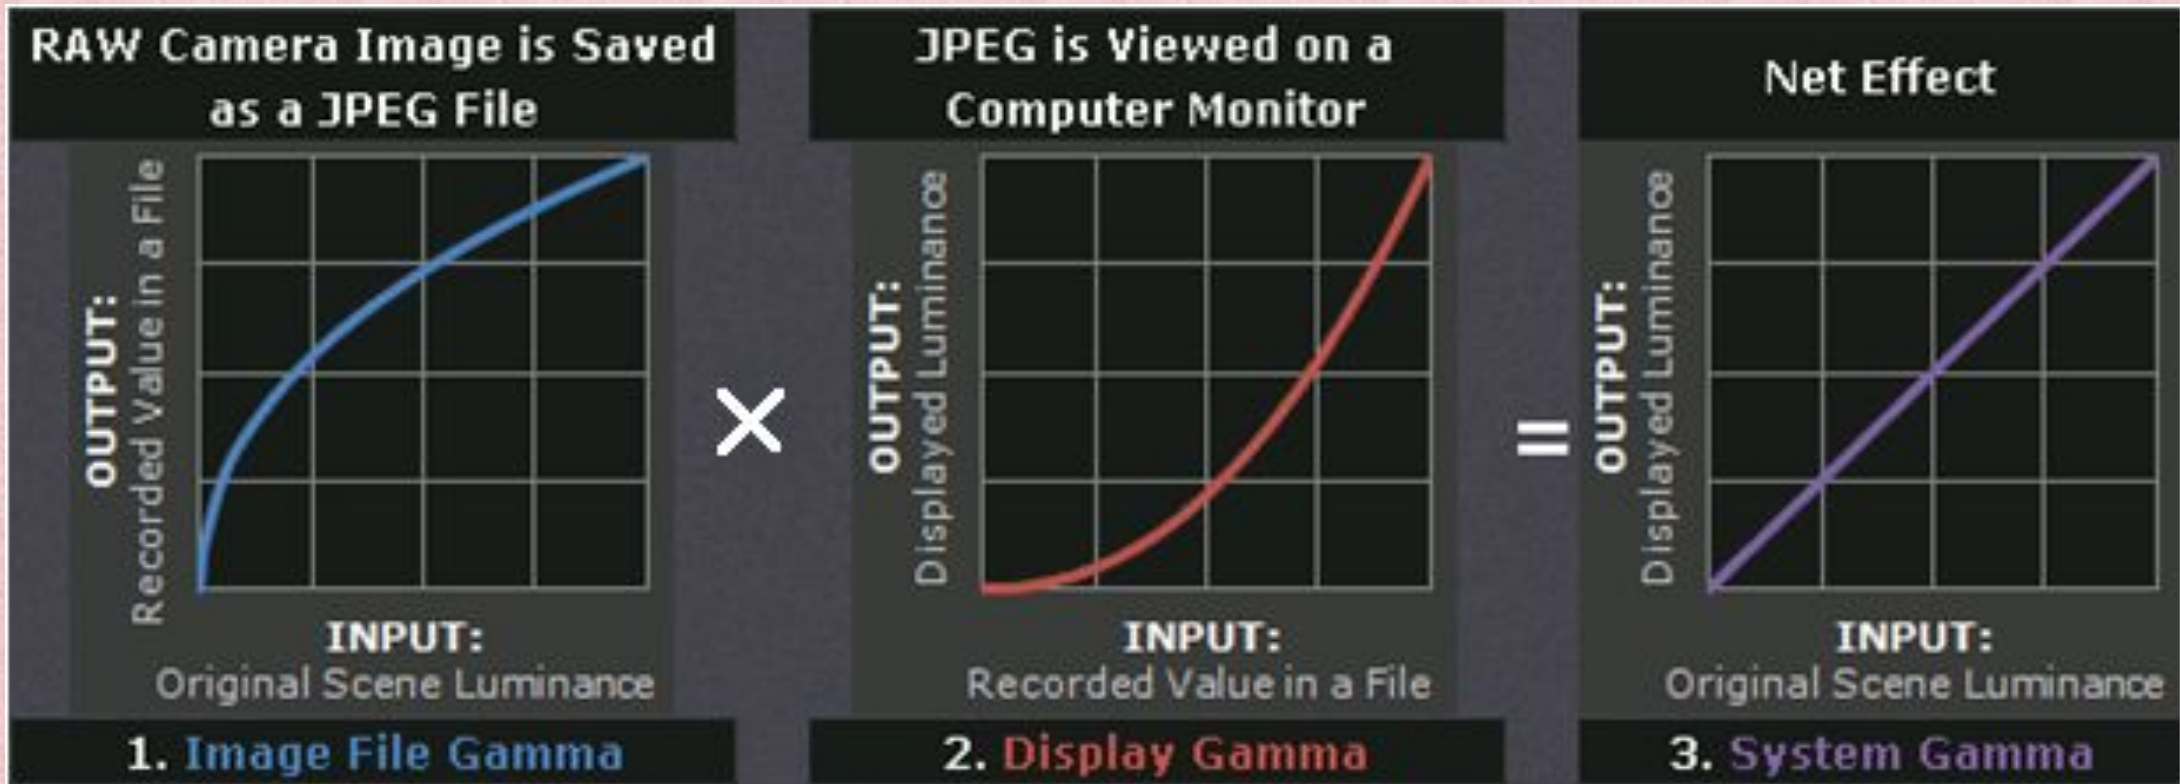 RAW Camera Image is Saved
as a JPEG File
OUTPUT:
Recorded Value in a File
INPUT:
Original Scene Luminance
1. Image File Gamma
×
JPEG is Viewed on a
Computer Monitor
OUTPUT:
Displayed Luminance
INPUT:
Recorded Value in a File
2. Display Gamma
=
Net Effect
OUTPUT:
Displayed Luminance
INPUT:
Original Scene Luminance
3. System Gamma